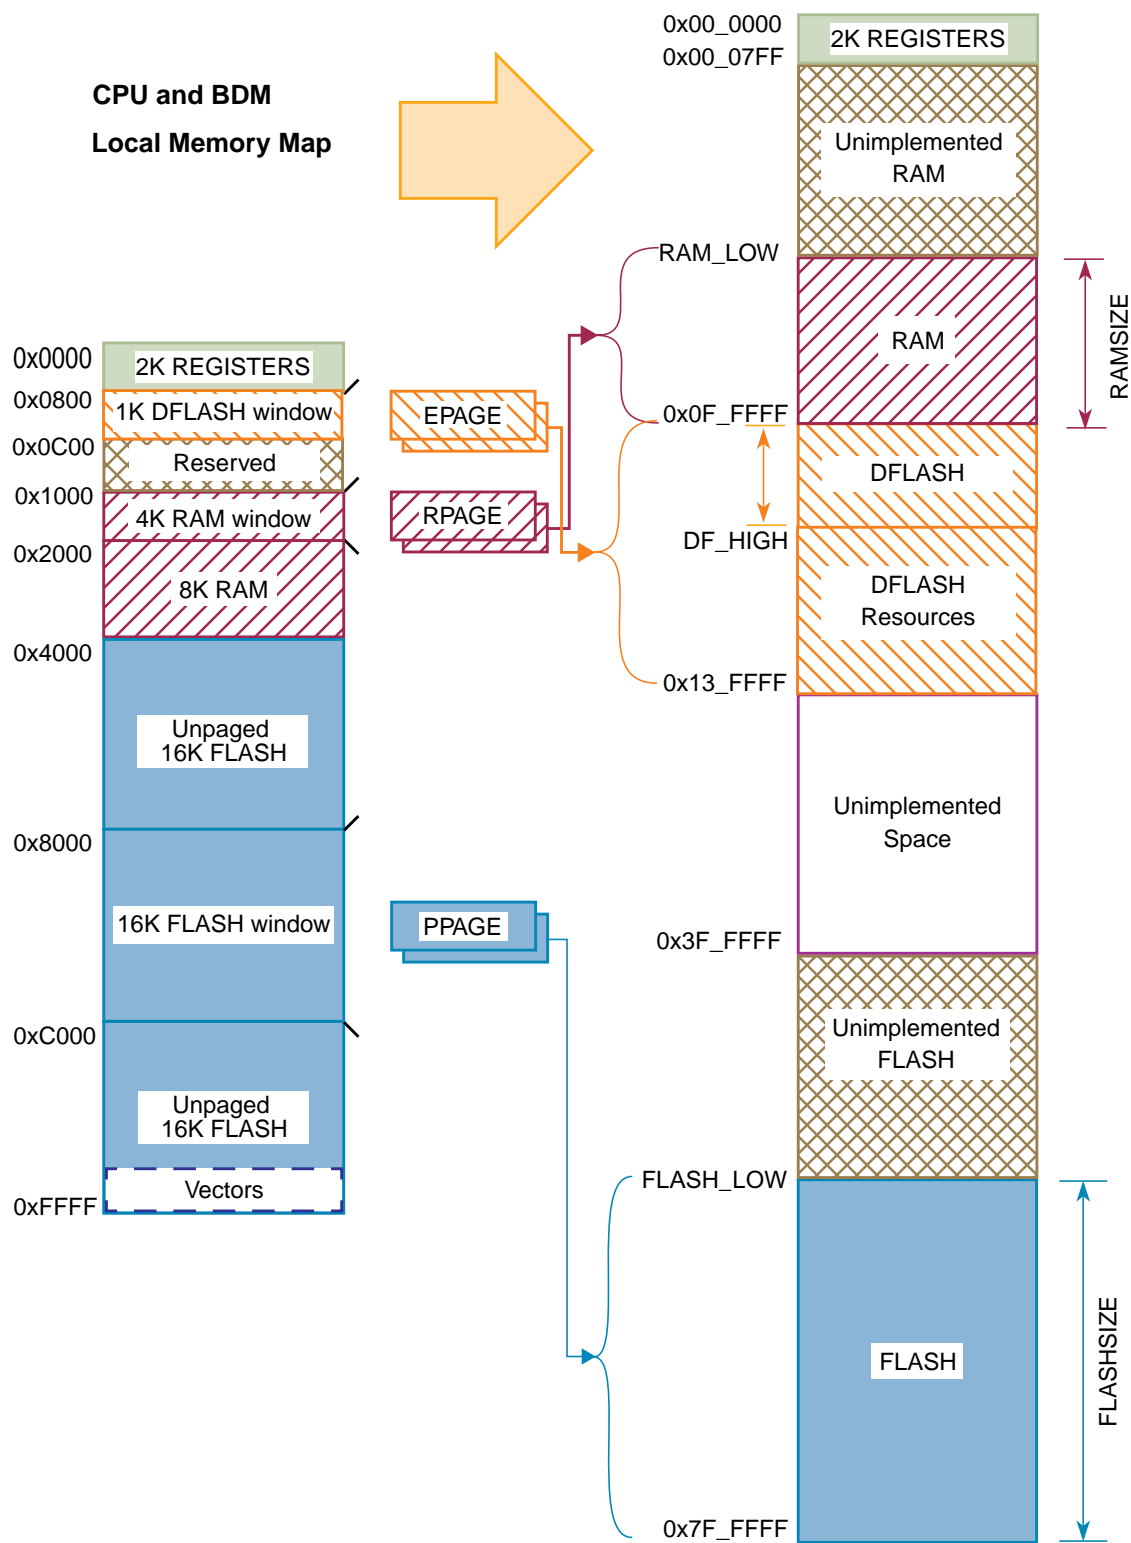 CPU and BDM
Local Memory Map
0x0000
2K REGISTERS
0x0800
1K DFLASH window
0x0C00
Reserved
0x1000
4K RAM window
0x2000
8K RAM
0x4000
Unpaged
16K FLASH
0x8000
16K FLASH window
0xC000
Unpaged
16K FLASH
Vectors
0xFFFF
EPAGE
RPAGE
PPAGE
0x00_0000
2K REGISTERS
0x00_07FF
Unimplemented
RAM
RAM_LOW
RAM
RAMSIZE
0x0F_FFFF
DFLASH
DF_HIGH
DFLASH
Resources
0x13_FFFF
Unimplemented
Space
0x3F_FFFF
Unimplemented
FLASH
FLASH_LOW
FLASH
FLASHSIZE
0x7F_FFFF